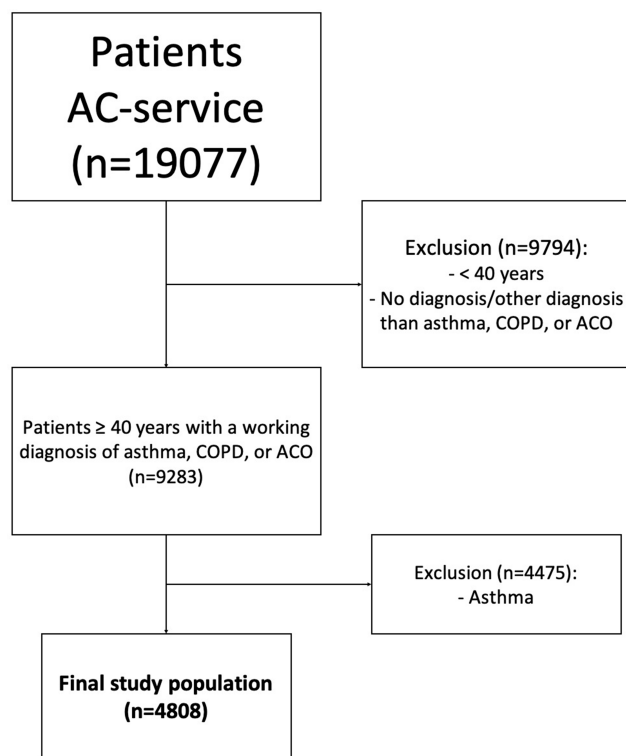 Patients
AC-service
(n=19077)
Exclusion (n=9794):
- < 40 years
- No diagnosis/other diagnosis
than asthma, COPD, or ACO
Patients ≥ 40 years with a working
diagnosis of asthma, COPD, or ACO
(n=9283)
Exclusion (n=4475):
- Asthma
Final study population
(n=4808)